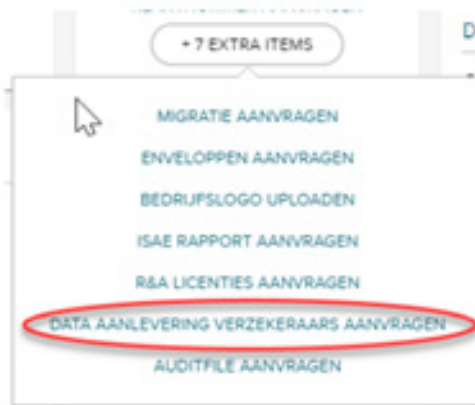 + 7 EXTRA ITEMS
MIGRATIE AANVRAGEN
ENVELOPPEN AANVRAGEN
BEDRIJFSLOGO UPLOADEN
ISAE RAPPORT AANVRAGEN
R&A LICENTIES AANVRAGEN
DATA AANLEVERING VERZEKERAARS AANVRAGEN
AUDITFILE AANVRAGEN